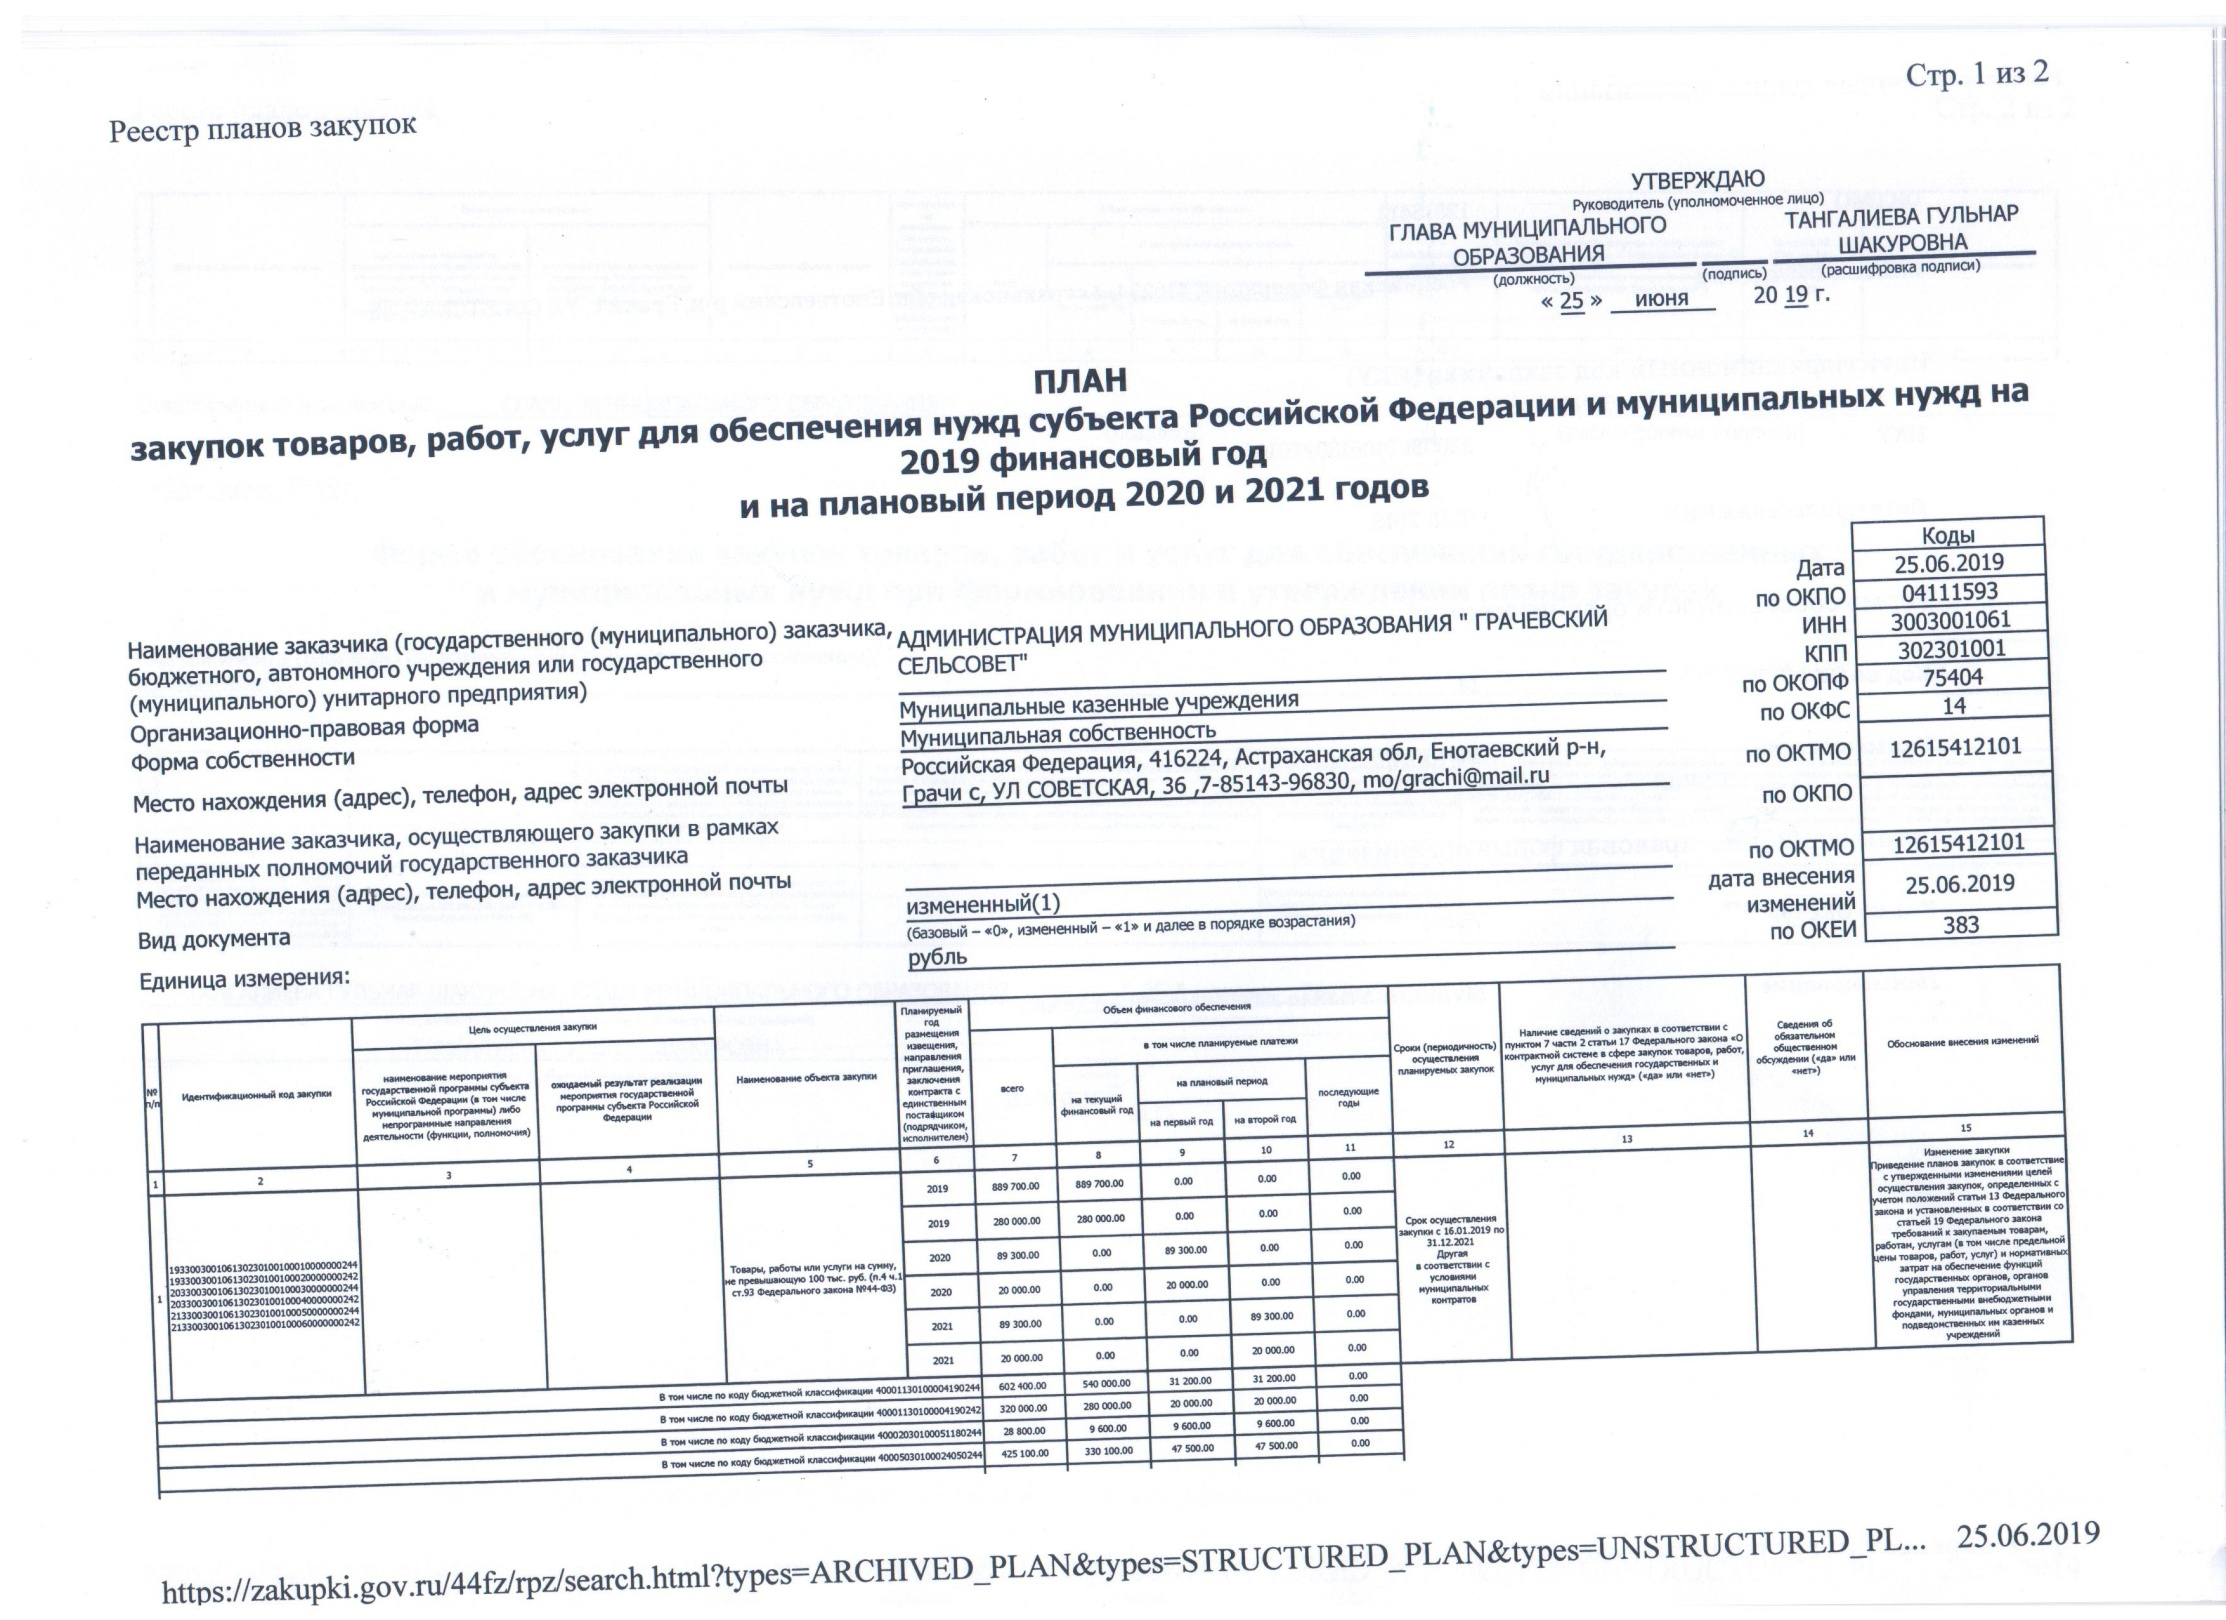 Стр. 1 из 2
Реестр планов закупок
УТВЕРЖДАЮ
Руководитель (уполномоченное лицо)
ГЛАВА МУНИЦИПАЛЬНОГО
ОБРАЗОВАНИЯ
ТАНГАЛИЕВА ГУЛЬНАР
ШАКУРОВНА
(должность) (подпись) (расшифровка подписи)
« 25 » июня 20 19 г.
ПЛАН
закупок товаров, работ, услуг для обеспечения нужд субъекта Российской Федерации и муниципальных нужд на
2019 финансовый год
и на плановый период 2020 и 2021 годов
Коды
Дата 25.06.2019
по ОКПО 04111593
ИНН 3003001061
КПП 302301001
по ОКОПФ 75404
по ОКФС 14
по ОКТМО 12615412101
по ОКПО
по ОКТМО 12615412101
дата внесения
изменений 25.06.2019
по ОКЕИ 383
Наименование заказчика (государственного (муниципального) заказчика,
бюджетного, автономного учреждения или государственного
(муниципального) унитарного предприятия)
АДМИНИСТРАЦИЯ МУНИЦИПАЛЬНОГО ОБРАЗОВАНИЯ " ГРАЧЕВСКИЙ
СЕЛЬСОВЕТ"
Организационно-правовая форма Муниципальные казенные учреждения
Форма собственности Муниципальная собственность
Место нахождения (адрес), телефон, адрес электронной почты
Российская Федерация, 416224, Астраханская обл, Енотаевский р-н,
Грачи с, УЛ СОВЕТСКАЯ, 36 ,7-85143-96830, mo/grachi@mail.ru
Наименование заказчика, осуществляющего закупки в рамках
переданных полномочий государственного заказчика
Место нахождения (адрес), телефон, адрес электронной почты
Вид документа измененный(1)
(базовый – «0», измененный – «1» и далее в порядке возрастания)
Единица измерения: рубль
№
п/п
Идентификационный код закупки
Цель осуществления закупки
наименование мероприятия
государственной программы субъекта
Российской Федерации (в том числе
муниципальной программы) либо
непрограммные направления
деятельности (функции, полномочия)
ожидаемый результат реализации
мероприятия государственной
программы субъекта Российской
Федерации
Наименование объекта закупки
Планируемый
год
размещения
извещения,
направления
приглашения,
заключения
контракта с
единственным
поставщиком
(подрядчиком,
исполнителем)
Объем финансового обеспечения
всего
в том числе планируемые платежи
на текущий
финансовый год
на плановый период
на первый год
на второй год
последующие
годы
Сроки (периодичность)
осуществления
планируемых закупок
Наличие сведений о закупках в соответствии с
пунктом 7 части 2 статьи 17 Федерального закона «О
контрактной системе в сфере закупок товаров, работ,
услуг для обеспечения государственных и
муниципальных нужд» («да» или «нет»)
Сведения об
обязательном
общественном
обсуждении («да» или
«нет»)
Обоснование внесения изменений
1 2 3 4 5 6 7 8 9 10 11 12 13 14 15
1
193300300106130230100100010000000244
193300300106130230100100020000000242
203300300106130230100100030000000244
203300300106130230100100040000000242
213300300106130230100100050000000244
213300300106130230100100060000000242
Товары, работы или услуги на сумму,
не превышающую 100 тыс. руб. (п.4 ч.1
ст.93 Федерального закона №44-ФЗ)
2019 889 700.00 889 700.00 0.00 0.00 0.00
2019 280 000.00 280 000.00 0.00 0.00 0.00
2020 89 300.00 0.00 89 300.00 0.00 0.00
2020 20 000.00 0.00 20 000.00 0.00 0.00
2021 89 300.00 0.00 0.00 89 300.00 0.00
2021 20 000.00 0.00 0.00 20 000.00 0.00
Срок осуществления
закупки с 16.01.2019 по
31.12.2021
Другая
в соответствии с
условиями
муниципальных
контратов
Изменение закупки
Приведение планов закупок в соответствие
с утвержденными изменениями целей
осуществления закупок, определенных с
учетом положений статьи 13 Федерального
закона и установленных в соответствии со
статьей 19 Федерального закона
требований к закупаемым товарам,
работам, услугам (в том числе предельной
цены товаров, работ, услуг) и нормативных
затрат на обеспечение функций
государственных органов, органов
управления территориальными
государственными внебюджетными
фондами, муниципальных органов и
подведомственных им казенных
учреждений
В том числе по коду бюджетной классификации 40001130100004190244 602 400.00 540 000.00 31 200.00 31 200.00 0.00
В том числе по коду бюджетной классификации 40001130100004190242 320 000.00 280 000.00 20 000.00 20 000.00 0.00
В том числе по коду бюджетной классификации 40002030100051180244 28 800.00 9 600.00 9 600.00 9 600.00 0.00
В том числе по коду бюджетной классификации 40005030100024050244 425 100.00 330 100.00 47 500.00 47 500.00 0.00
https://zakupki.gov.ru/44fz/rpz/search.html?types=ARCHIVED_PLAN&types=STRUCTURED_PLAN&types=UNSTRUCTURED_PL... 25.06.2019